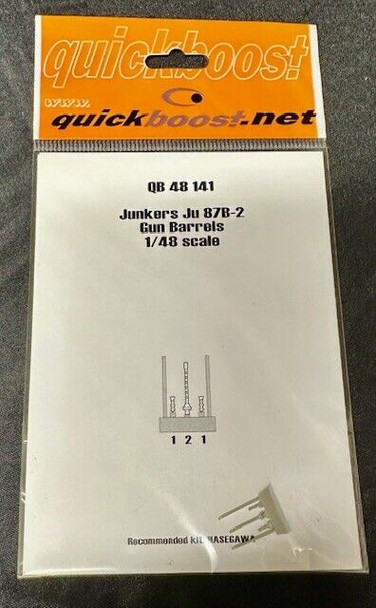 quickboost
www.
quickboost.net
QB 48 141
Junkers Ju 87B-2
Gun Barrels
1/48 scale
1 2 1
Recommended kit HASEGAWA